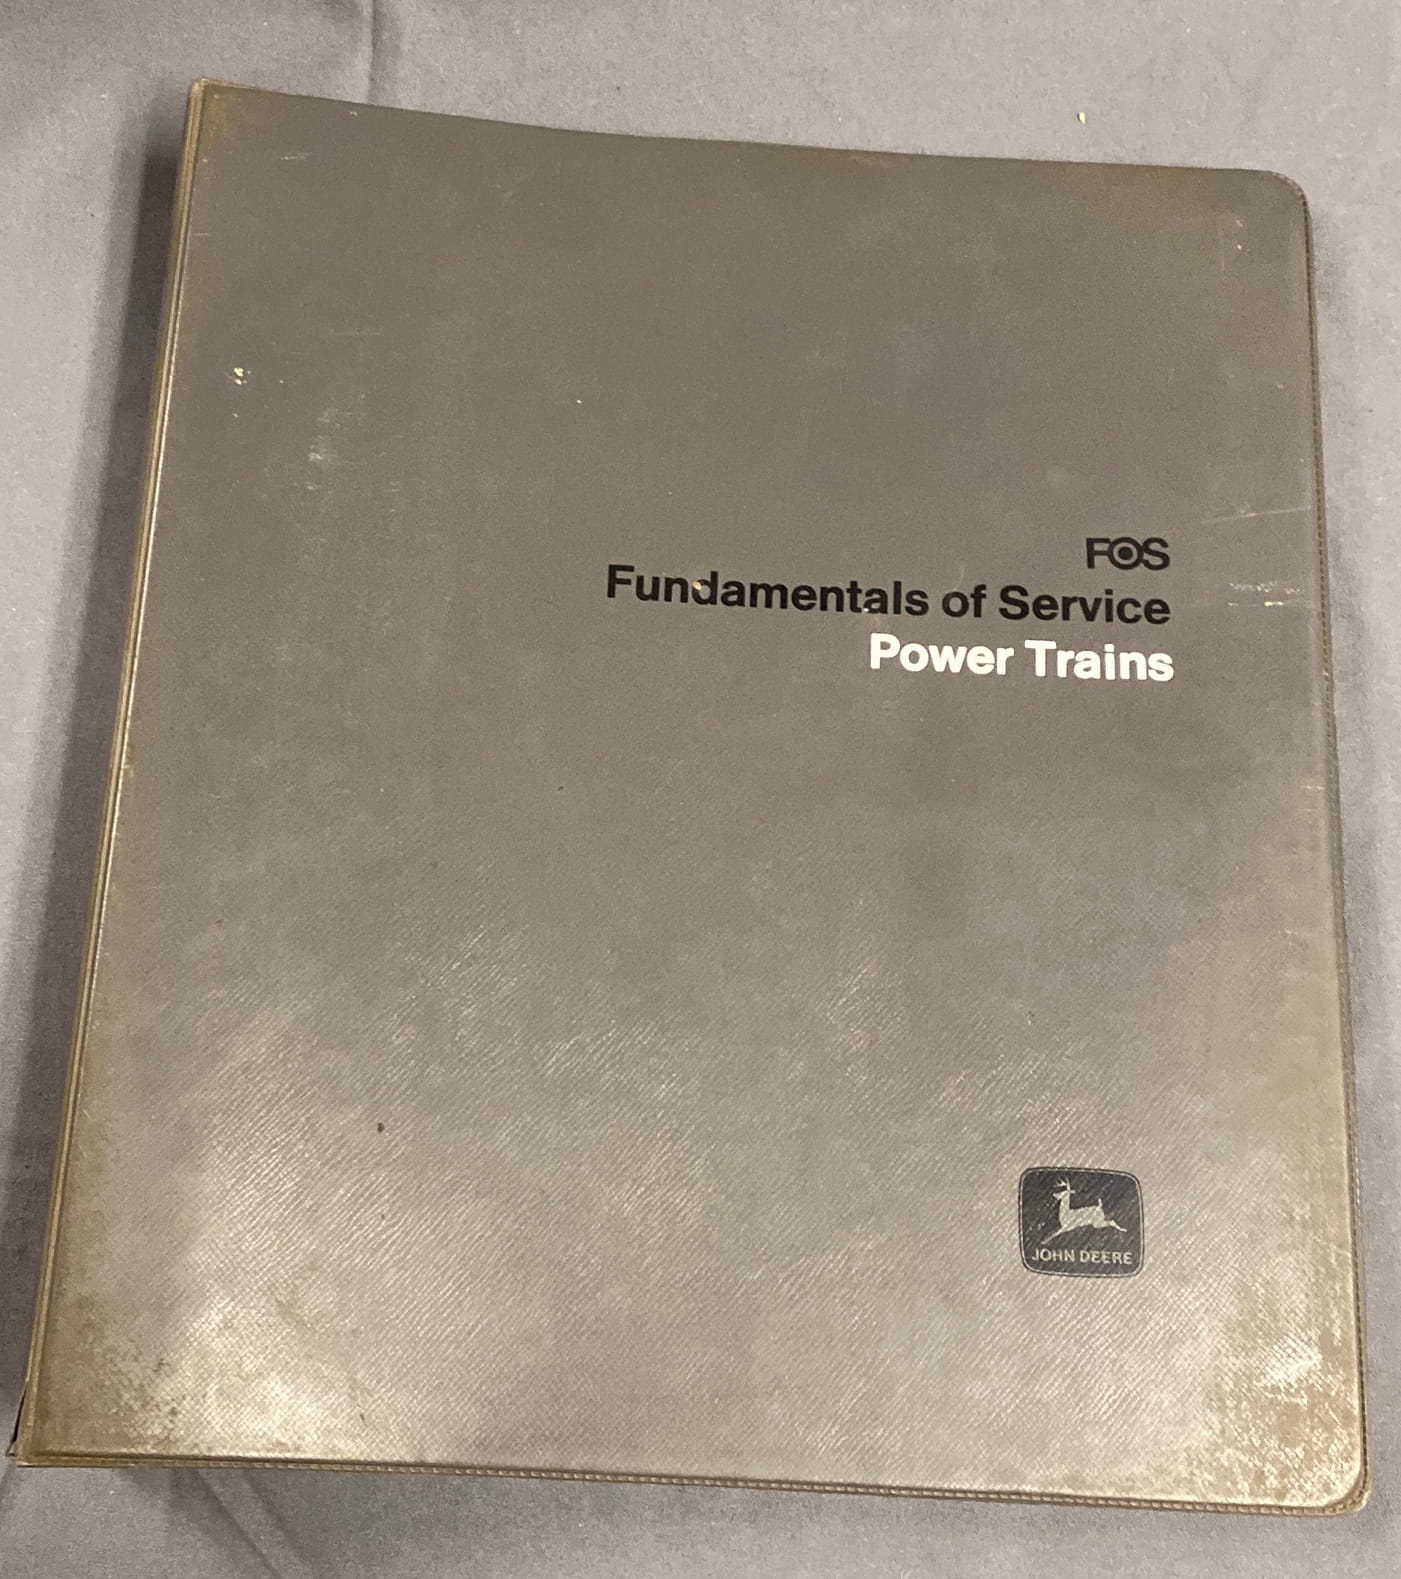 FOS
Fundamentals of Service
Power Trains
JOHN DEERE